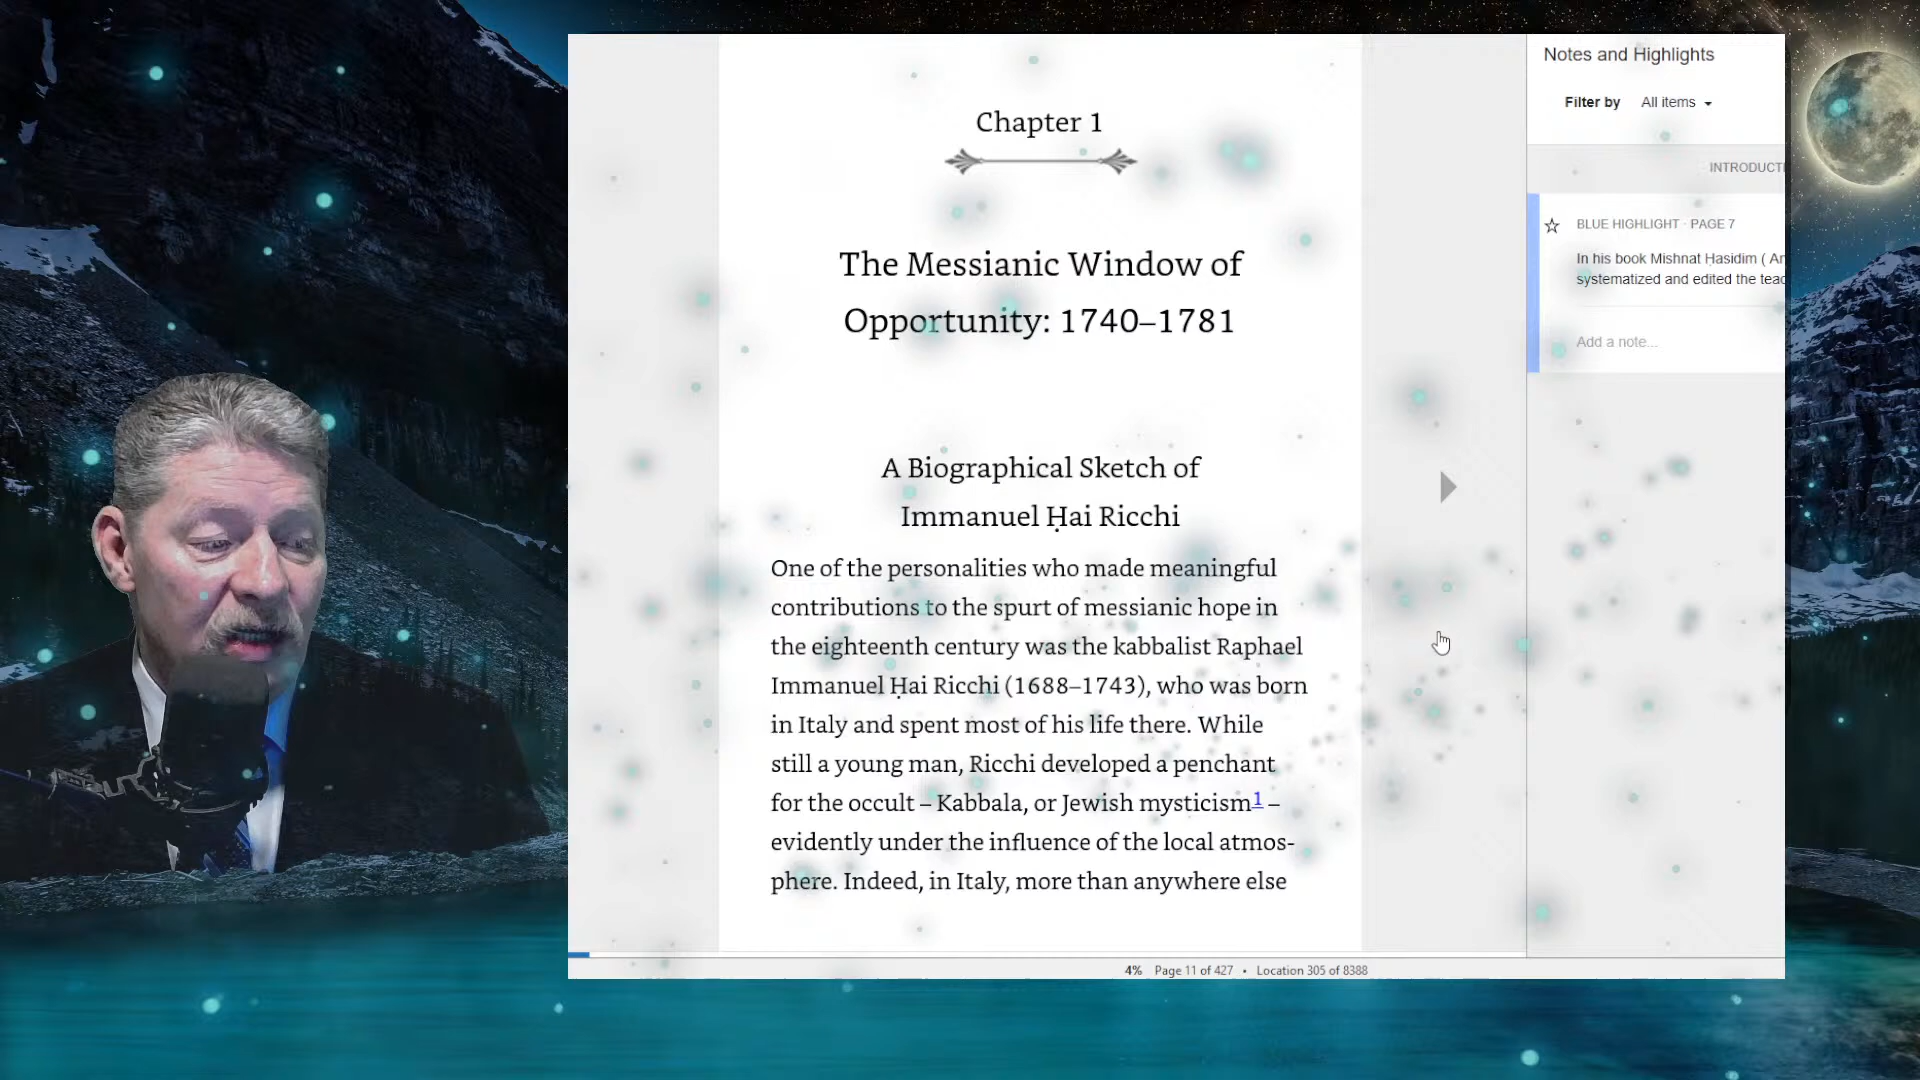 Chapter 1
The Messianic Window of
Opportunity: 1740–1781
A Biographical Sketch of
Immanuel Ḥai Ricchi
One of the personalities who made meaningful
contributions to the spurt of messianic hope in
the eighteenth century was the kabbalist Raphael
Immanuel Ḥai Ricchi (1688–1743), who was born
in Italy and spent most of his life there. While
still a young man, Ricchi developed a penchant
for the occult – Kabbala, or Jewish mysticism1 –
evidently under the influence of the local atmos-
phere. Indeed, in Italy, more than anywhere else
4% Page 11 of 427 • Location 305 of 8388
Notes and Highlights
Filter by All items
INTRODUCTI
BLUE HIGHLIGHT · PAGE 7
In his book Mishnat Hasidim ( Am
systematized and edited the teac
Add a note...